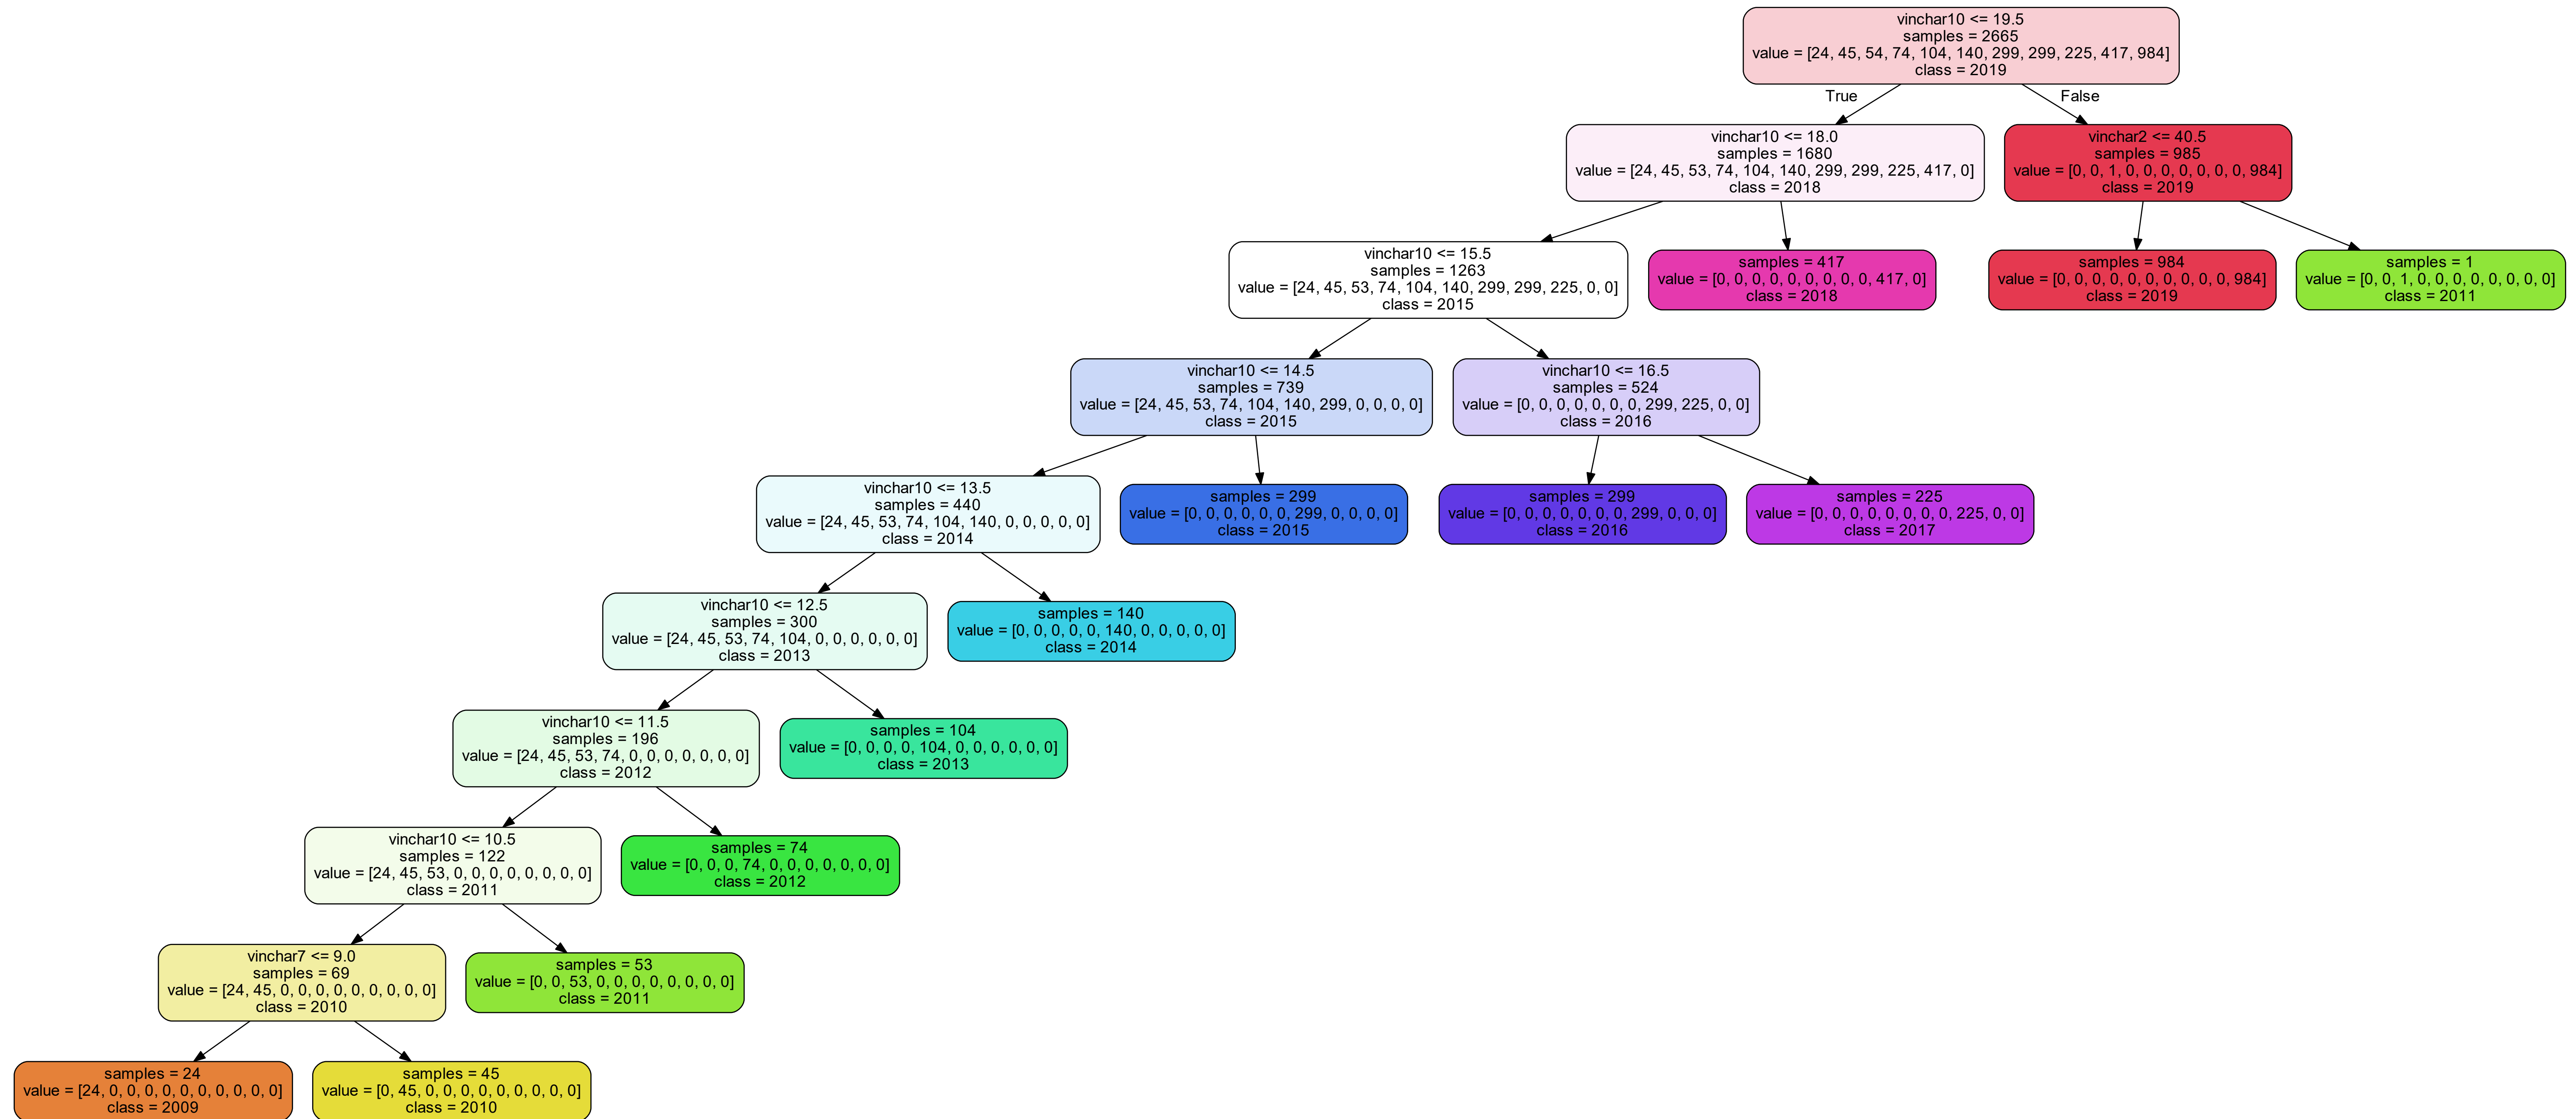 vinchar10 <= 19.5
samples = 2665
value = [24, 45, 54, 74, 104, 140, 299, 299, 225, 417, 984]
class = 2019
True
False
vinchar10 <= 18.0
samples = 1680
value = [24, 45, 53, 74, 104, 140, 299, 299, 225, 417, 0]
class = 2018
vinchar2 <= 40.5
samples = 985
value = [0, 0, 1, 0, 0, 0, 0, 0, 0, 0, 984]
class = 2019
vinchar10 <= 15.5
samples = 1263
value = [24, 45, 53, 74, 104, 140, 299, 299, 225, 0, 0]
class = 2015
samples = 417
value = [0, 0, 0, 0, 0, 0, 0, 0, 0, 417, 0]
class = 2018
samples = 984
value = [0, 0, 0, 0, 0, 0, 0, 0, 0, 0, 984]
class = 2019
samples = 1
value = [0, 0, 1, 0, 0, 0, 0, 0, 0, 0, 0]
class = 2011
vinchar10 <= 14.5
samples = 739
value = [24, 45, 53, 74, 104, 140, 299, 0, 0, 0, 0]
class = 2015
vinchar10 <= 16.5
samples = 524
value = [0, 0, 0, 0, 0, 0, 0, 299, 225, 0, 0]
class = 2016
vinchar10 <= 13.5
samples = 440
value = [24, 45, 53, 74, 104, 140, 0, 0, 0, 0, 0]
class = 2014
samples = 299
value = [0, 0, 0, 0, 0, 0, 299, 0, 0, 0, 0]
class = 2015
samples = 299
value = [0, 0, 0, 0, 0, 0, 0, 299, 0, 0, 0]
class = 2016
samples = 225
value = [0, 0, 0, 0, 0, 0, 0, 0, 225, 0, 0]
class = 2017
vinchar10 <= 12.5
samples = 300
value = [24, 45, 53, 74, 104, 0, 0, 0, 0, 0, 0]
class = 2013
samples = 140
value = [0, 0, 0, 0, 0, 140, 0, 0, 0, 0, 0]
class = 2014
vinchar10 <= 11.5
samples = 196
value = [24, 45, 53, 74, 0, 0, 0, 0, 0, 0, 0]
class = 2012
samples = 104
value = [0, 0, 0, 0, 104, 0, 0, 0, 0, 0, 0]
class = 2013
vinchar10 <= 10.5
samples = 122
value = [24, 45, 53, 0, 0, 0, 0, 0, 0, 0, 0]
class = 2011
samples = 74
value = [0, 0, 0, 74, 0, 0, 0, 0, 0, 0, 0]
class = 2012
vinchar7 <= 9.0
samples = 69
value = [24, 45, 0, 0, 0, 0, 0, 0, 0, 0, 0]
class = 2010
samples = 53
value = [0, 0, 53, 0, 0, 0, 0, 0, 0, 0, 0]
class = 2011
samples = 24
value = [24, 0, 0, 0, 0, 0, 0, 0, 0, 0, 0]
class = 2009
samples = 45
value = [0, 45, 0, 0, 0, 0, 0, 0, 0, 0, 0]
class = 2010